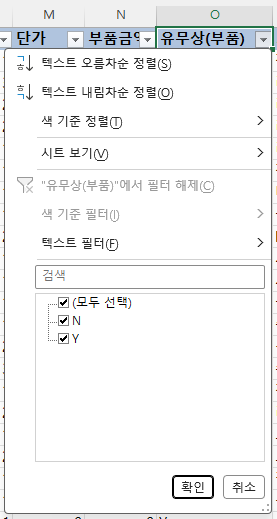 M N O
단가 부품금액 유무상(부품)
텍스트 오름차순 정렬(S)
텍스트 내림차순 정렬(O)
색 기준 정렬(T)
시트 보기(V)
"유무상(부품)"에서 필터 해제(C)
색 기준 필터(I)
텍스트 필터(F)
검색
(모두 선택)
N
Y
확인 취소